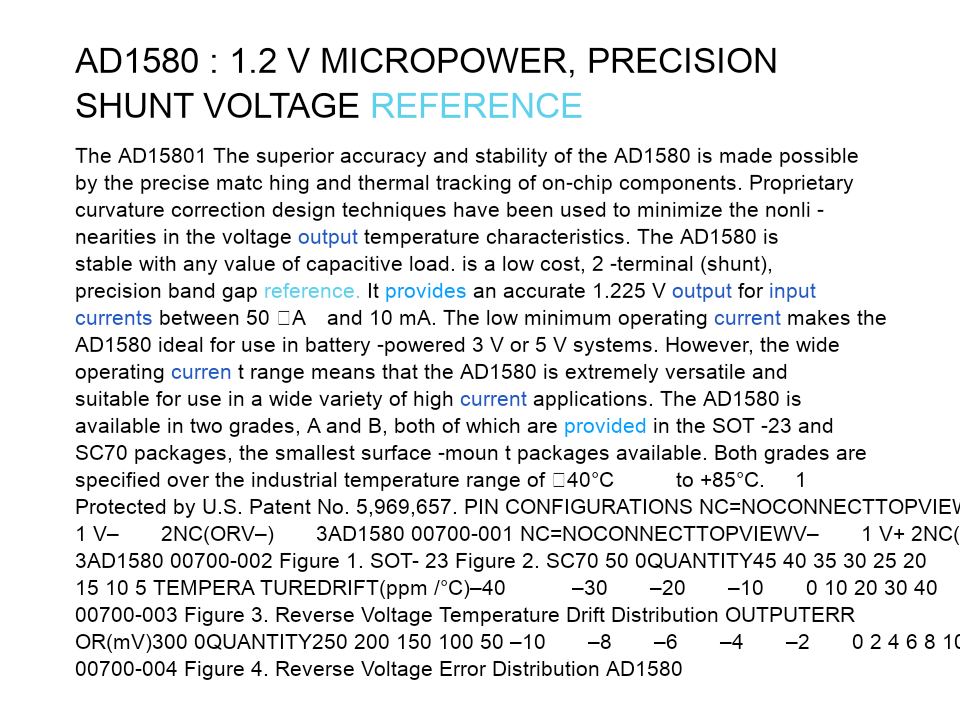 AD1580 : 1.2 V MICROPOWER, PRECISION
SHUNT VOLTAGE REFERENCE
The AD15801 The superior accuracy and stability of the AD1580 is made possible
by the precise matc hing and thermal tracking of on-chip components. Proprietary
curvature correction design techniques have been used to minimize the nonli -
nearities in the voltage output temperature characteristics. The AD1580 is
stable with any value of capacitive load. is a low cost, 2 -terminal (shunt),
precision band gap reference. It provides an accurate 1.225 V output for input
currents between 50 □A and 10 mA. The low minimum operating current makes the
AD1580 ideal for use in battery -powered 3 V or 5 V systems. However, the wide
operating curren t range means that the AD1580 is extremely versatile and
suitable for use in a wide variety of high current applications. The AD1580 is
available in two grades, A and B, both of which are provided in the SOT -23 and
SC70 packages, the smallest surface -moun t packages available. Both grades are
specified over the industrial temperature range of □40°C to +85°C. 1
Protected by U.S. Patent No. 5,969,657. PIN CONFIGURATIONS NC=NOCONNECTTOPVIEW
1 V– 2NC(ORV–) 3AD1580 00700-001 NC=NOCONNECTTOPVIEWV– 1 V+ 2NC(
3AD1580 00700-002 Figure 1. SOT- 23 Figure 2. SC70 50 0QUANTITY45 40 35 30 25 20
15 10 5 TEMPERA TUREDRIFT(ppm /°C)–40 –30 –20 –10 0 10 20 30 40
00700-003 Figure 3. Reverse Voltage Temperature Drift Distribution OUTPUTERR
OR(mV)300 0QUANTITY250 200 150 100 50 –10 –8 –6 –4 –2 0 2 4 6 8 10
00700-004 Figure 4. Reverse Voltage Error Distribution AD1580